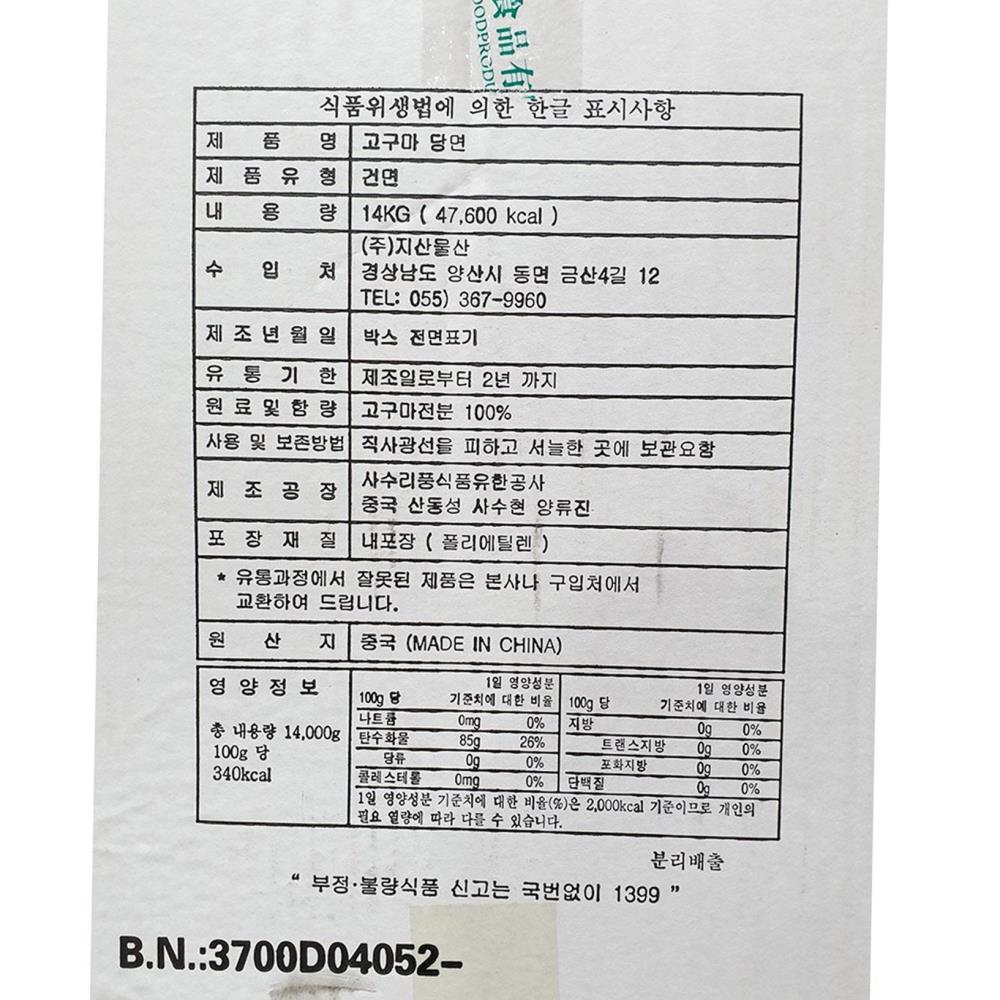 食品有
OODPRODU
식품위생법에 의한 한글 표시사항
제 품 명 고구마 당면
제 품 유 형 건면
내 용 량 14KG ( 47,600 kcal )
수 입 처 (주)지산물산
경상남도 양산시 동면 금산4길 12
TEL: 055) 367-9960
제 조 년 월 일 박스 전면표기
유 통 기 한 제조일로부터 2년 까지
원 료 및 함 량 고구마전분 100%
사용 및 보존방법 직사광선을 피하고 서늘한 곳에 보관요함
제 조 공 장 사수리풍식품유한공사
중국 산동성 사수현 양류진
포 장 재 질 내포장 ( 폴리에틸렌 )
* 유통과정에서 잘못된 제품은 본사나 구입처에서
교환하여 드립니다.
원 산 지 중국 (MADE IN CHINA)
영 양 정 보
총 내용량 14,000g
100g 당
340kcal
1일 영양성분
100g 당 기준치에 대한 비율
나트륨 0mg 0%
탄수화물 85g 26%
당류 0g 0%
콜레스테롤 0mg 0%
1일 영양성분
100g 당 기준치에 대한 비율
지방 0g 0%
트랜스지방 0g 0%
포화지방 0g 0%
단백질 0g 0%
1일 영양성분 기준치에 대한 비율(%)은 2,000kcal 기준이므로 개인의
필요 열량에 따라 다를 수 있습니다.
분리배출
“ 부정·불량식품 신고는 국번없이 1399 ”
B.N.:3700D04052-